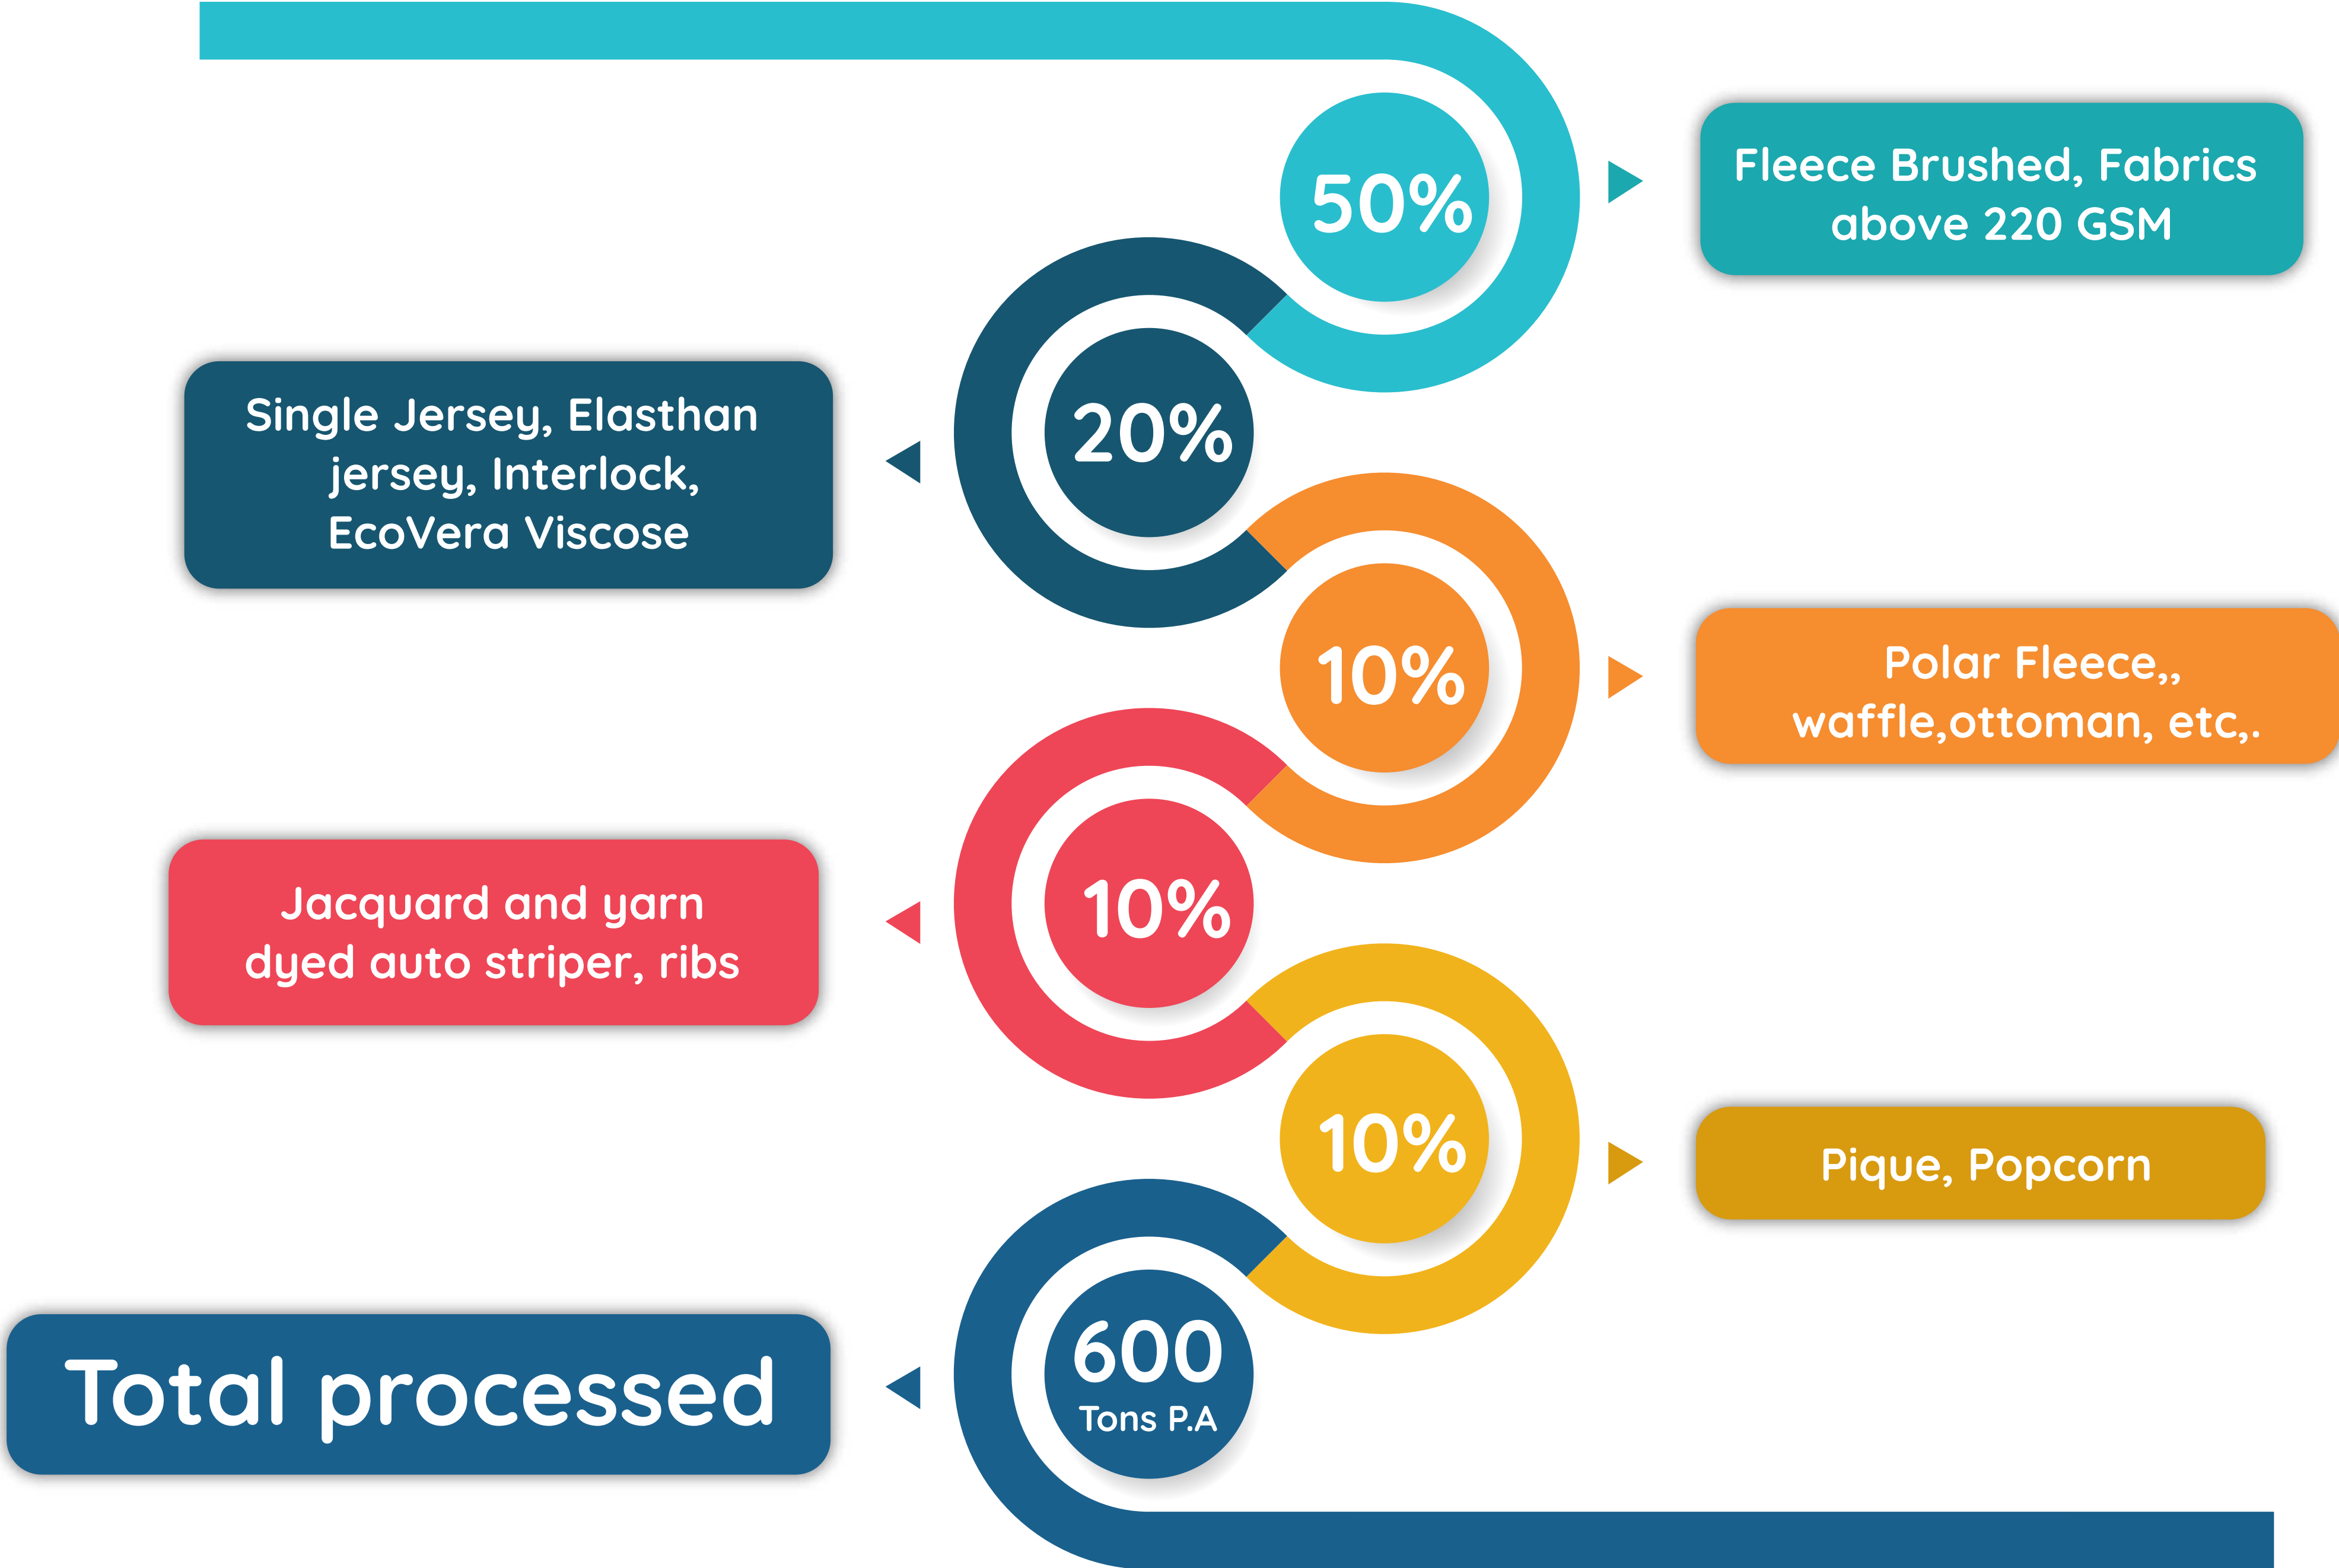 50%
Fleece Brushed, Fabrics
above 220 GSM
20%
Single Jersey, Elasthan
jersey, Interlock,
EcoVera Viscose
10%
Polar Fleece,,
waffle,ottoman, etc,.
10%
Jacquard and yarn
dyed auto striper, ribs
10%
Pique, Popcorn
600
Tons P.A
Total processed